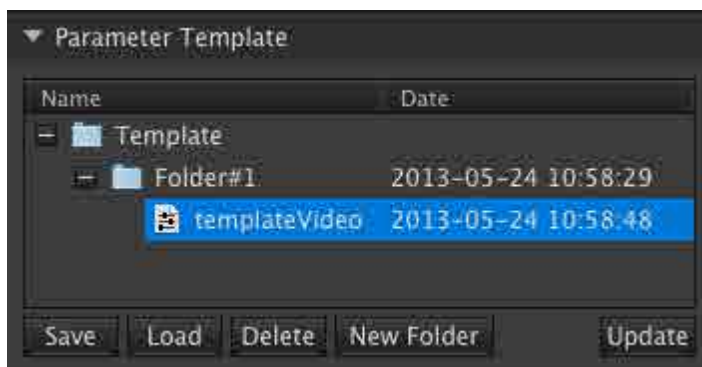 Parameter Template
Name Date
Template
Folder#1 2013-05-24 10:58:29
templateVideo 2013-05-24 10:58:48
Save Load Delete New Folder Update